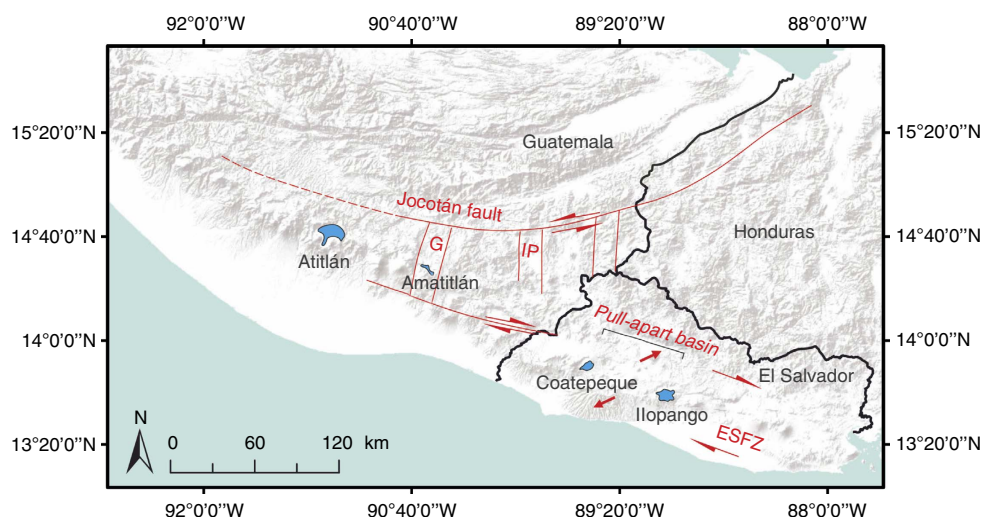 92°0'0''W 90°40'0''W 89°20'0''W 88°0'0''W
15°20'0''N 15°20'0''N
Guatemala
Jocotán fault
14°40'0''N 14°40'0''N
G
IP
Honduras
Atitlán
Amatitlán
14°0'0''N 14°0'0''N
Pull-apart basin
Coatepeque
El Salvador
Ilopango
N
0 60 120 km
ESFZ
13°20'0''N 13°20'0''N
92°0'0''W 90°40'0''W 89°20'0''W 88°0'0''W